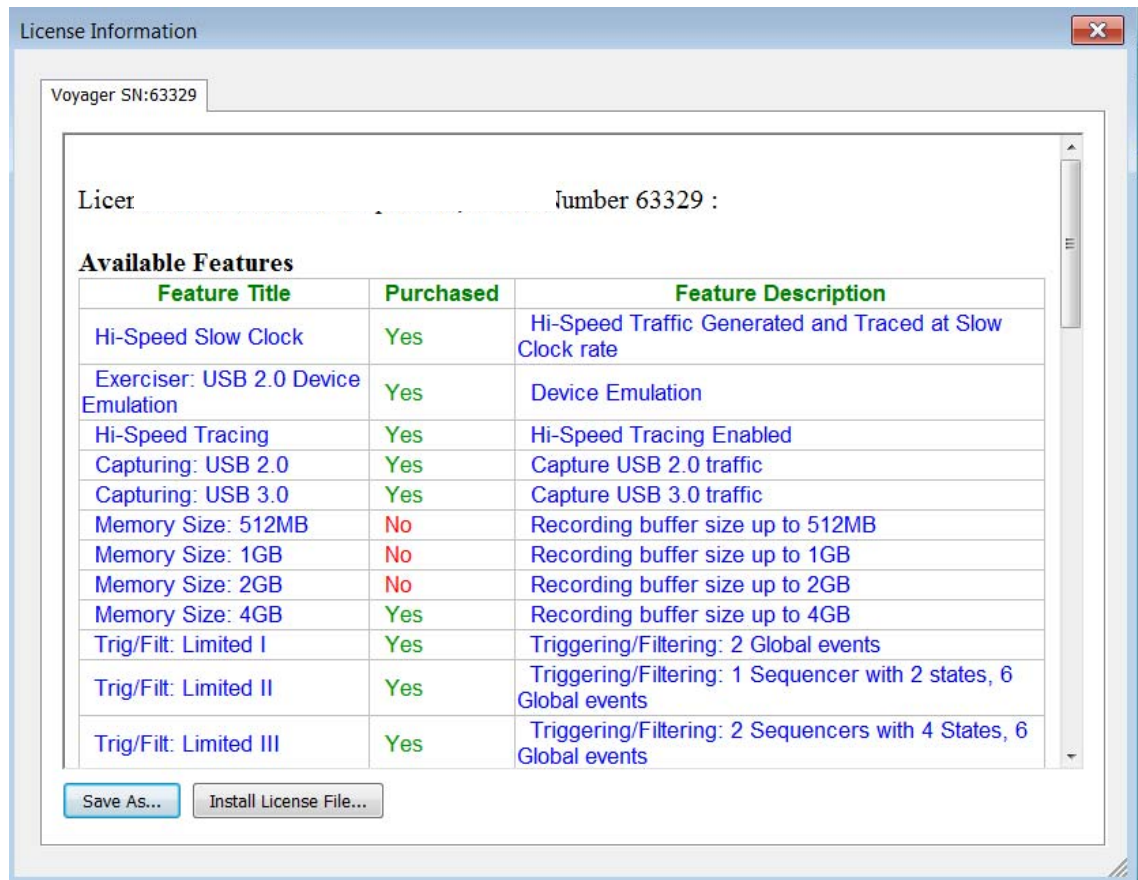 License Information
Voyager SN:63329
Number 63329 :
Available Features
Feature Title Purchased Feature Description
Hi-Speed Slow Clock Yes Hi-Speed Traffic Generated and Traced at Slow
Clock rate
Exerciser: USB 2.0 Device
Emulation Yes Device Emulation
Hi-Speed Tracing Yes Hi-Speed Tracing Enabled
Capturing: USB 2.0 Yes Capture USB 2.0 traffic
Capturing: USB 3.0 Yes Capture USB 3.0 traffic
Memory Size: 512MB No Recording buffer size up to 512MB
Memory Size: 1GB No Recording buffer size up to 1GB
Memory Size: 2GB No Recording buffer size up to 2GB
Memory Size: 4GB Yes Recording buffer size up to 4GB
Trig/Filt: Limited I Yes Triggering/Filtering: 2 Global events
Trig/Filt: Limited II Yes Triggering/Filtering: 1 Sequencer with 2 states, 6
Global events
Trig/Filt: Limited III Yes Triggering/Filtering: 2 Sequencers with 4 States, 6
Global events
Save As... Install License File...